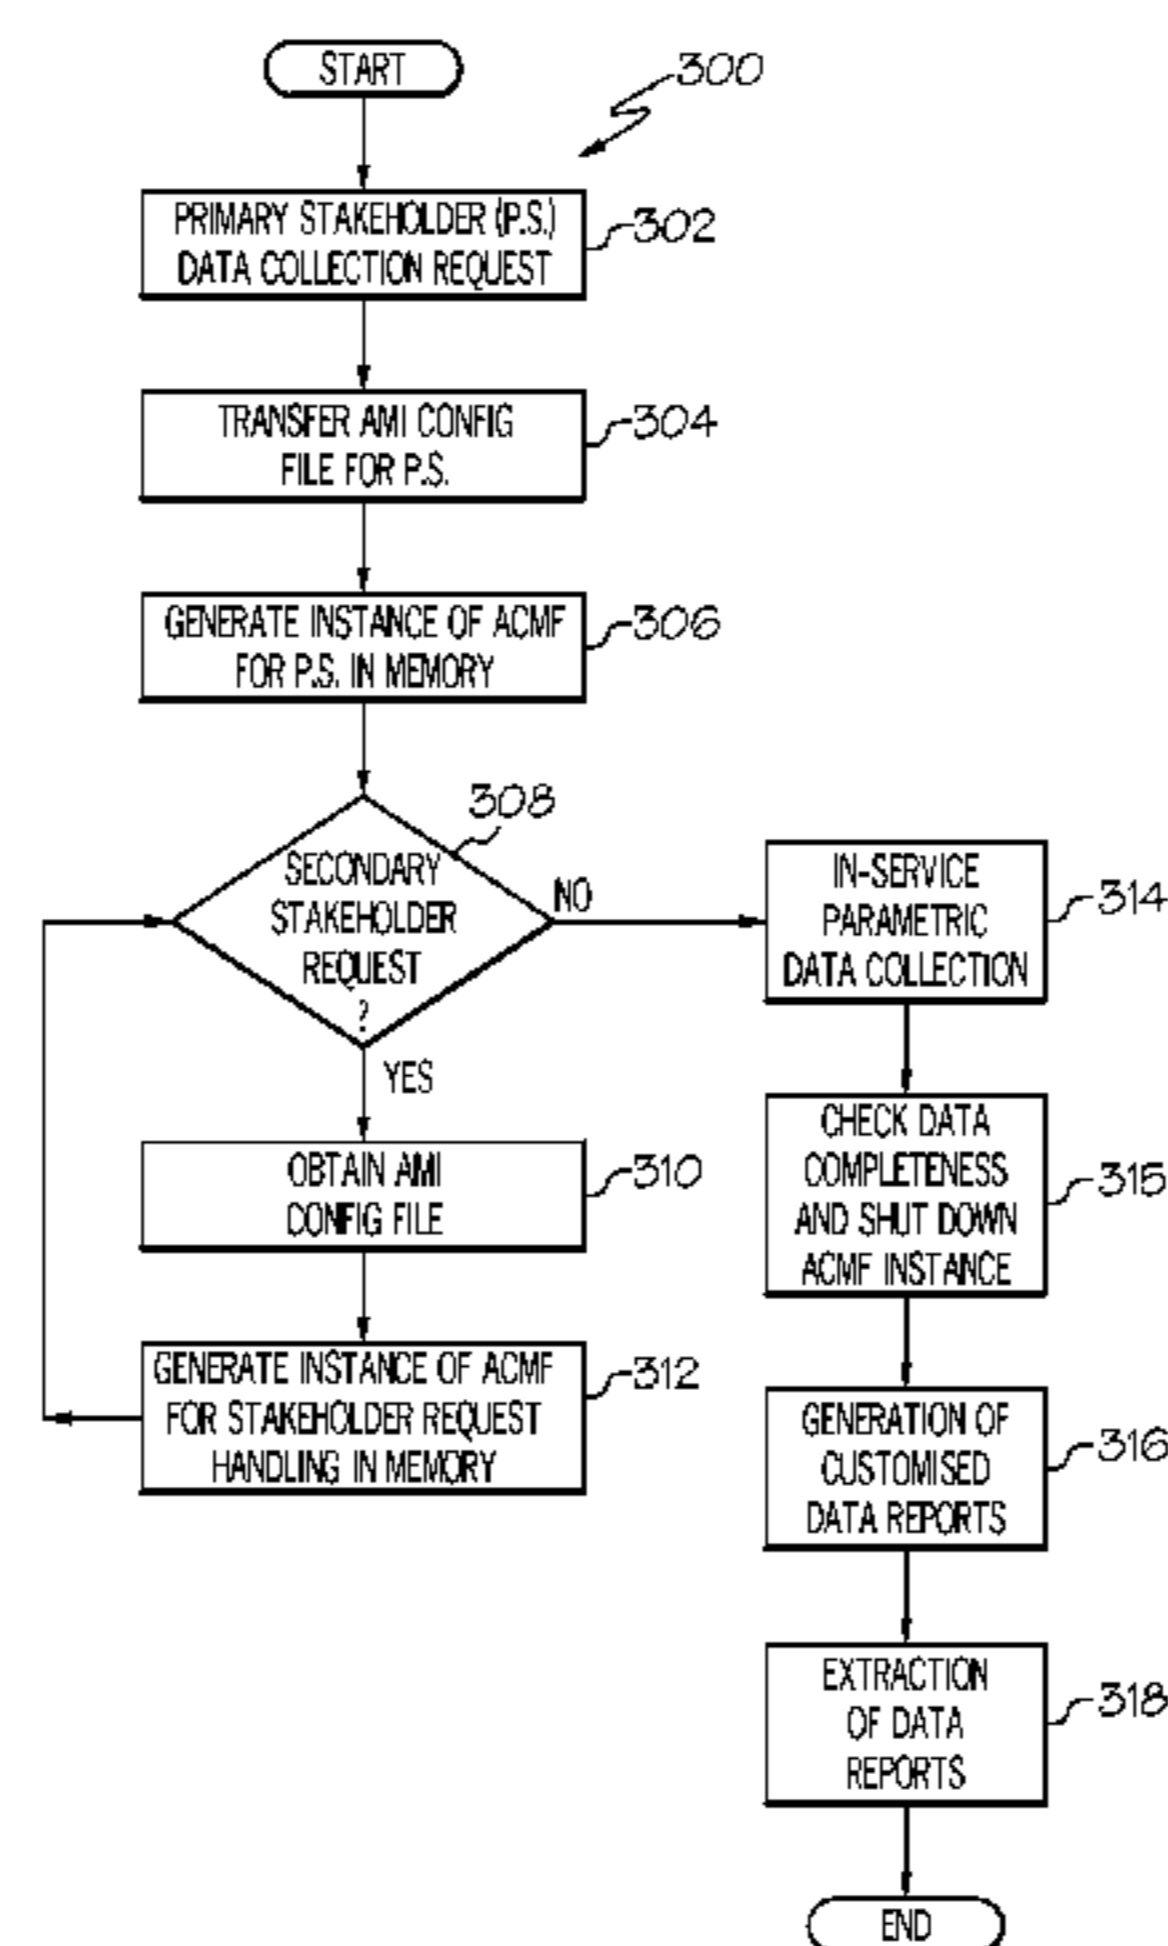 START
300
PRIMARY STAKEHOLDER (P.S.)
DATA COLLECTION REQUEST
302
TRANSFER AMI CONFIG
FILE FOR P.S.
304
GENERATE INSTANCE OF ACMF
FOR P.S. IN MEMORY
306
308
SECONDARY
STAKEHOLDER
REQUEST
?
NO
YES
OBTAIN AMI
CONFIG FILE
310
GENERATE INSTANCE OF ACMF
FOR STAKEHOLDER REQUEST
HANDLING IN MEMORY
312
IN-SERVICE
PARAMETRIC
DATA COLLECTION
314
CHECK DATA
COMPLETENESS
AND SHUT DOWN
ACMF INSTANCE
315
GENERATION OF
CUSTOMISED
DATA REPORTS
316
EXTRACTION
OF DATA
REPORTS
318
END